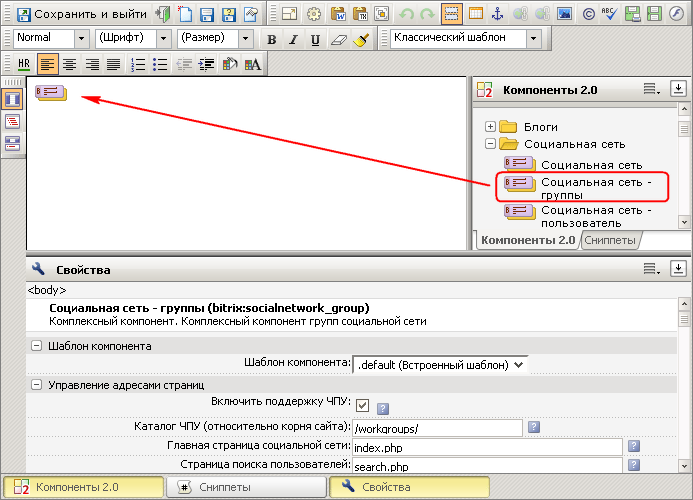 Сохранить и выйти
Normal (Шрифт) (Размер) B I U Классический шаблон
HR
Компоненты 2.0
Блоги
Социальная сеть
Социальная сеть
Социальная сеть -
группы
Социальная сеть -
пользователь
Компоненты 2.0 Сниппеты
Свойства
<body>
Социальная сеть - группы (bitrix:socialnetwork_group)
Комплексный компонент. Комплексный компонент групп социальной сети
Шаблон компонента
Шаблон компонента: .default (Встроенный шаблон)
Управление адресами страниц
Включить поддержку ЧПУ:
Каталог ЧПУ (относительно корня сайта): /workgroups/
Главная страница социальной сети: index.php
Страница поиска пользователей: search.php
Компоненты 2.0 Сниппеты Свойства